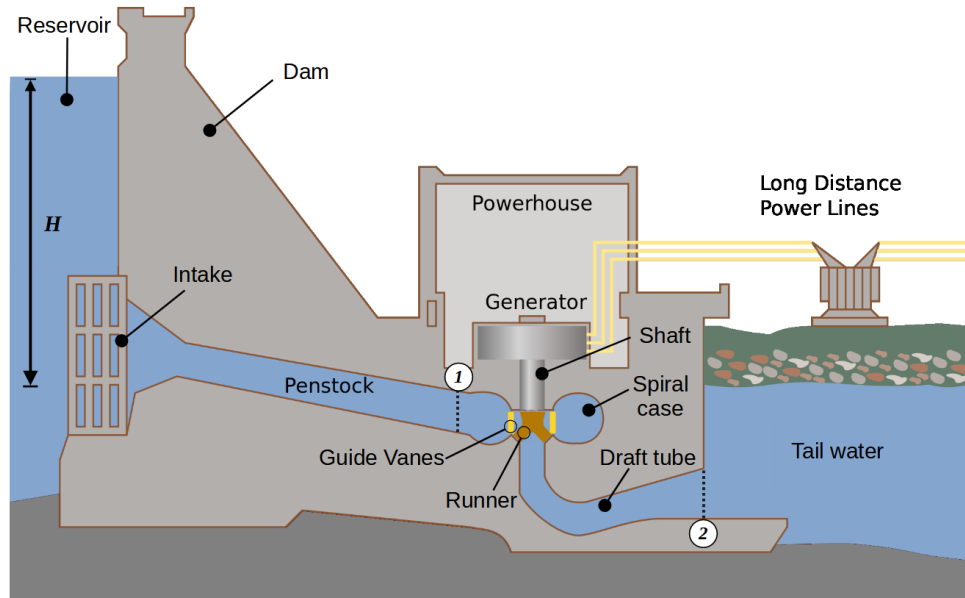 Reservoir
Dam
H
Intake
Powerhouse
Long Distance
Power Lines
Generator
Shaft
Penstock
1
Spiral
case
Guide Vanes
Draft tube
Tail water
Runner
2